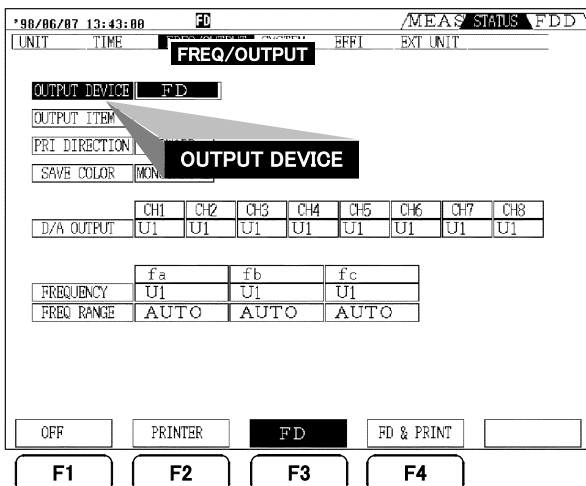 '98/06/07 13:43:00 FD MEAS STATUS FDD
UNIT TIME EFFI EXT UNIT
FREQ/OUTPUT
OUTPUT DEVICE FD
OUTPUT ITEM
PRI DIRECTION
OUTPUT DEVICE
SAVE COLOR
CH1 CH2 CH3 CH4 CH5 CH6 CH7 CH8
D/A OUTPUT U1 U1 U1 U1 U1 U1 U1 U1
fa fb fc
FREQUENCY U1 U1 U1
FREQ RANGE AUTO AUTO AUTO
OFF PRINTER FD FD & PRINT
F1 F2 F3 F4